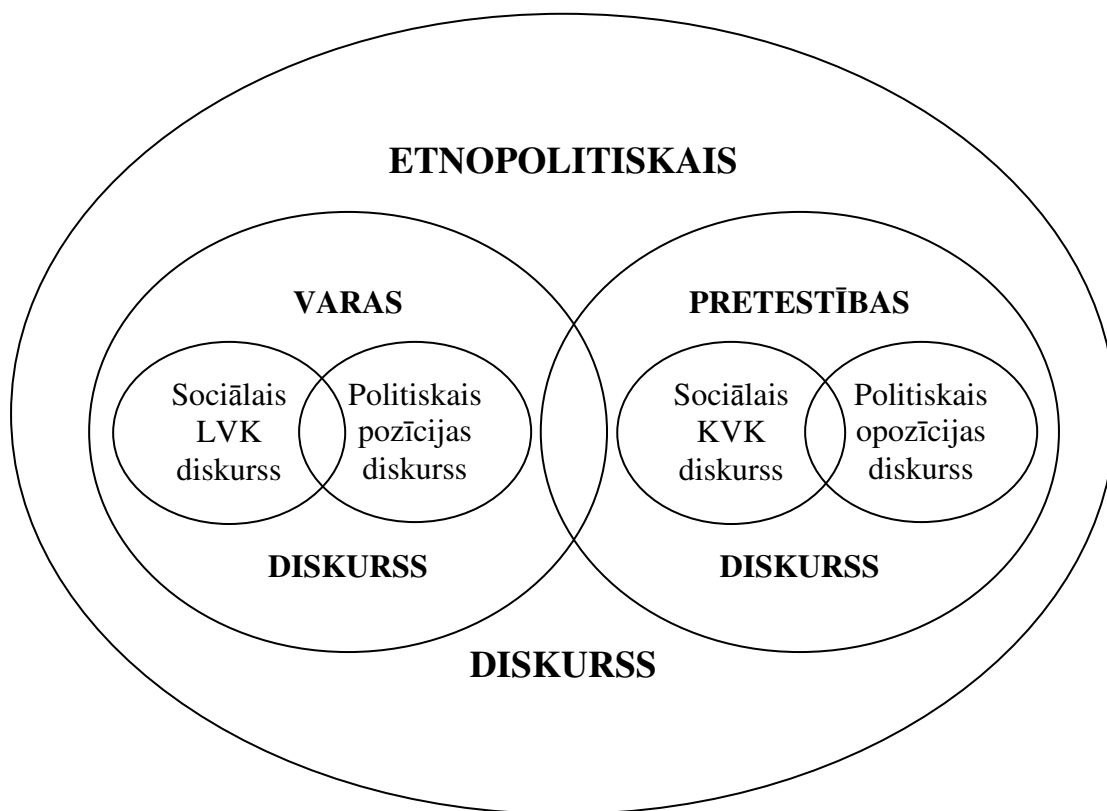 ETNOPOLITISKAIS
VARAS
Sociālais
LVK
diskurss
Politiskais
pozīcijas
diskurss
DISKURSS
PRETESTĪBAS
Sociālais
KVK
diskurss
Politiskais
opozīcijas
diskurss
DISKURSS
DISKURSS